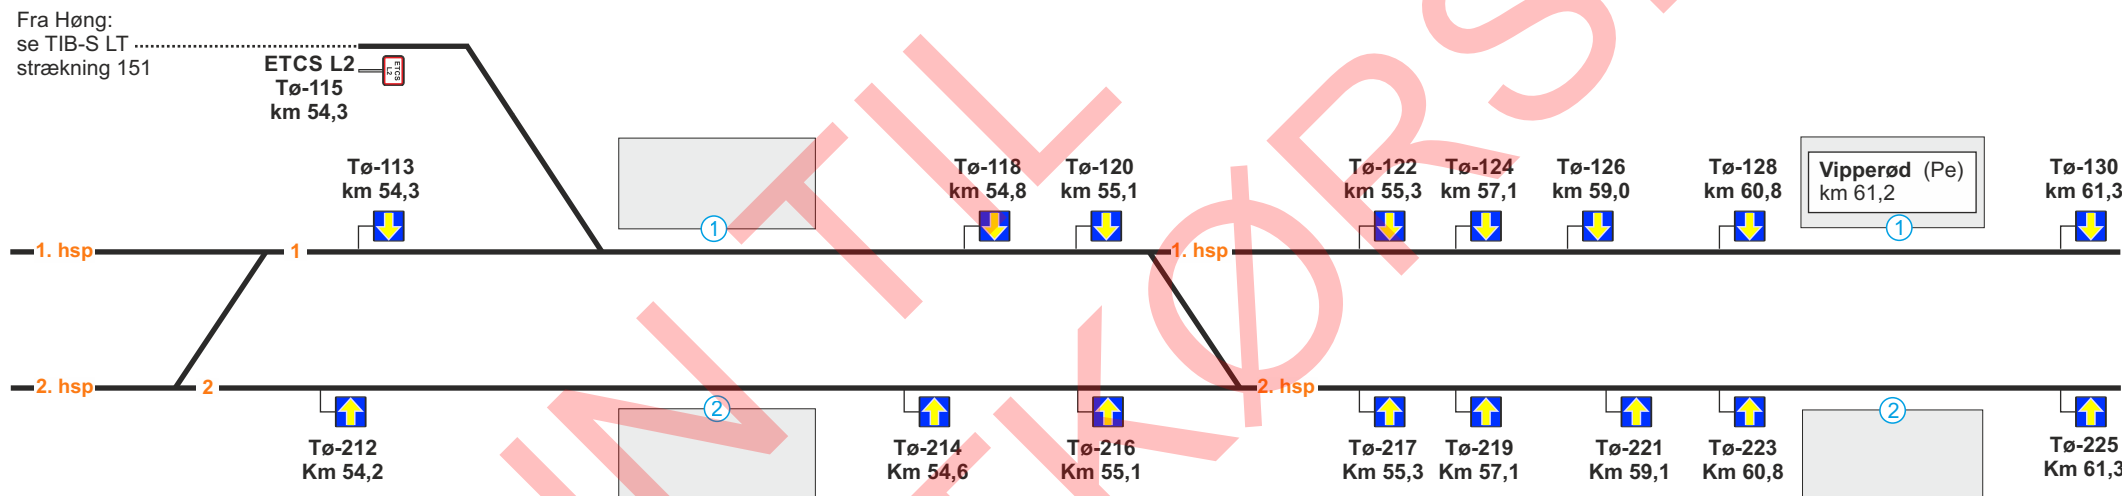 Fra Høng:
se TIB-S LT
strækning 151
ETCS L2
Tø-115
km 54,3
ETCS
L2
Tø-113
km 54,3
Tø-118
km 54,8
Tø-120
km 55,1
Tø-122
km 55,3
Tø-124
km 57,1
Tø-126
km 59,0
Tø-128
km 60,8
Vipperød (Pe)
km 61,2
Tø-130
km 61,3
1
1
1. hsp
1
1. hsp
2. hsp
2
2. hsp
2
2
Tø-212
Km 54,2
Tø-214
Km 54,6
Tø-216
Km 55,1
Tø-217
Km 55,3
Tø-219
Km 57,1
Tø-221
Km 59,1
Tø-223
Km 60,8
Tø-225
Km 61,3